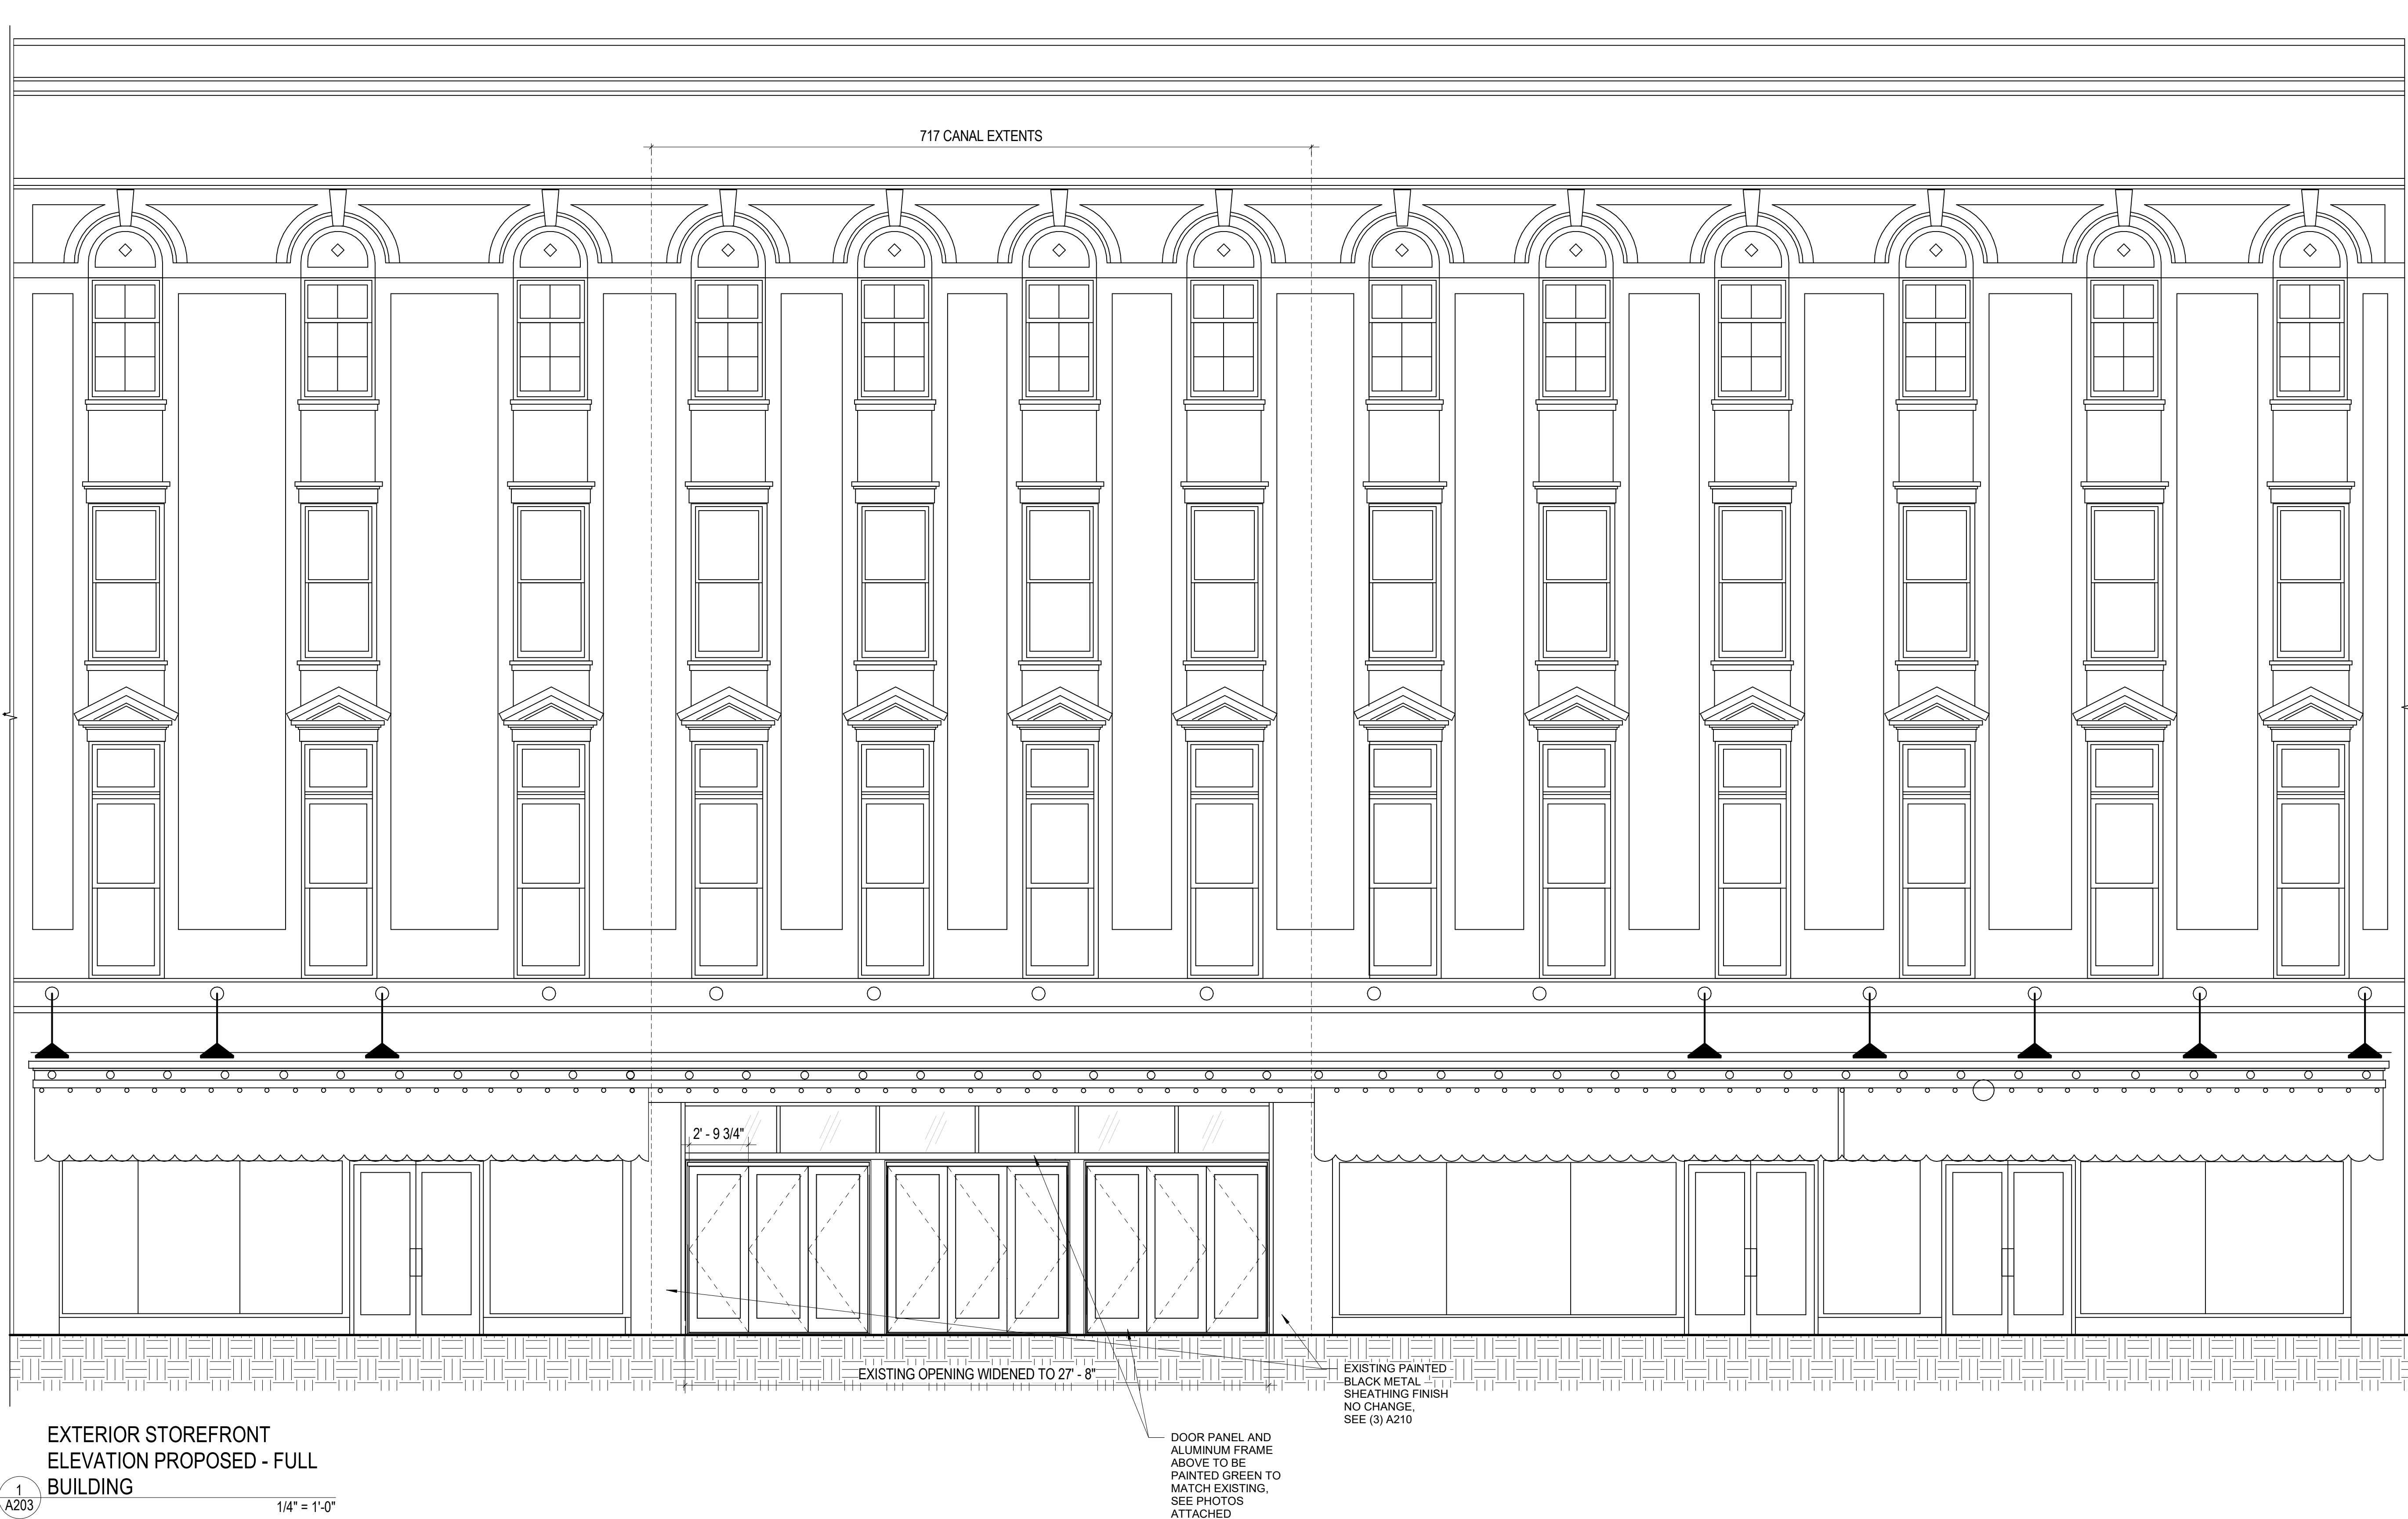 717 CANAL EXTENTS
2' - 9 3/4"
EXISTING OPENING WIDENED TO 27' - 8"
EXISTING PAINTED
BLACK METAL
SHEATHING FINISH
NO CHANGE,
SEE (3) A210
DOOR PANEL AND
ALUMINUM FRAME
ABOVE TO BE
PAINTED GREEN TO
MATCH EXISTING,
SEE PHOTOS
ATTACHED
EXTERIOR STOREFRONT
ELEVATION PROPOSED - FULL
BUILDING
1
A203
1/4" = 1'-0"